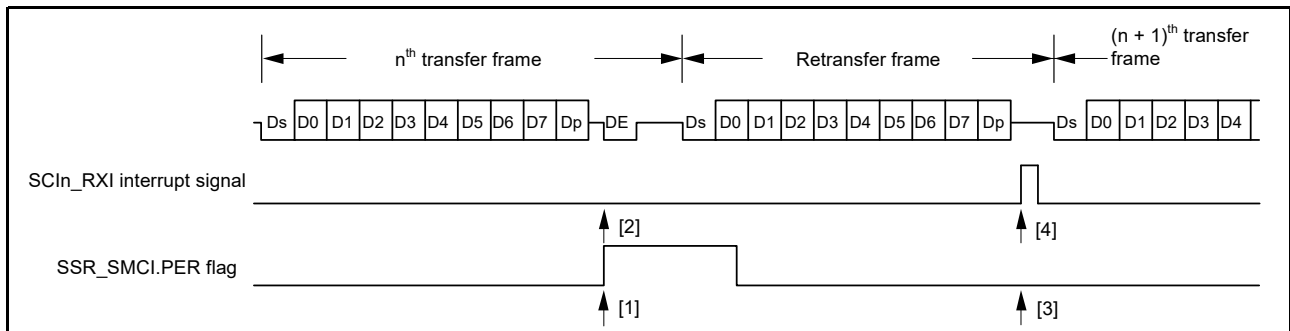 nth transfer frame
Retransfer frame
(n + 1)th transfer
frame
Ds D0 D1 D2 D3 D4 D5 D6 D7 Dp DE Ds D0 D1 D2 D3 D4 D5 D6 D7 Dp Ds D0 D1 D2 D3 D4
SCIn_RXI interrupt signal
[2] [4]
SSR_SMCI.PER flag
[1] [3]